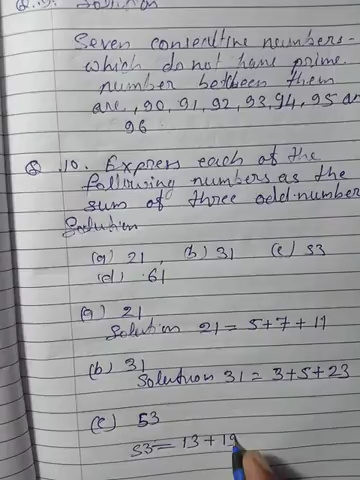 Solution
Seven consecutive numbers
which do not have prime
number between them
are, 90, 91, 92, 93, 94, 95 an
96
Q. 10. Express each of the
following numbers as the
sum of three odd number
Solution
(a) 21, (b) 31 (c) 53
(d) 61
(a) 21
Solution 21 = 5+7+11
(b) 31
Solution 31 = 3+5+23
(c) 53
53 = 13+19